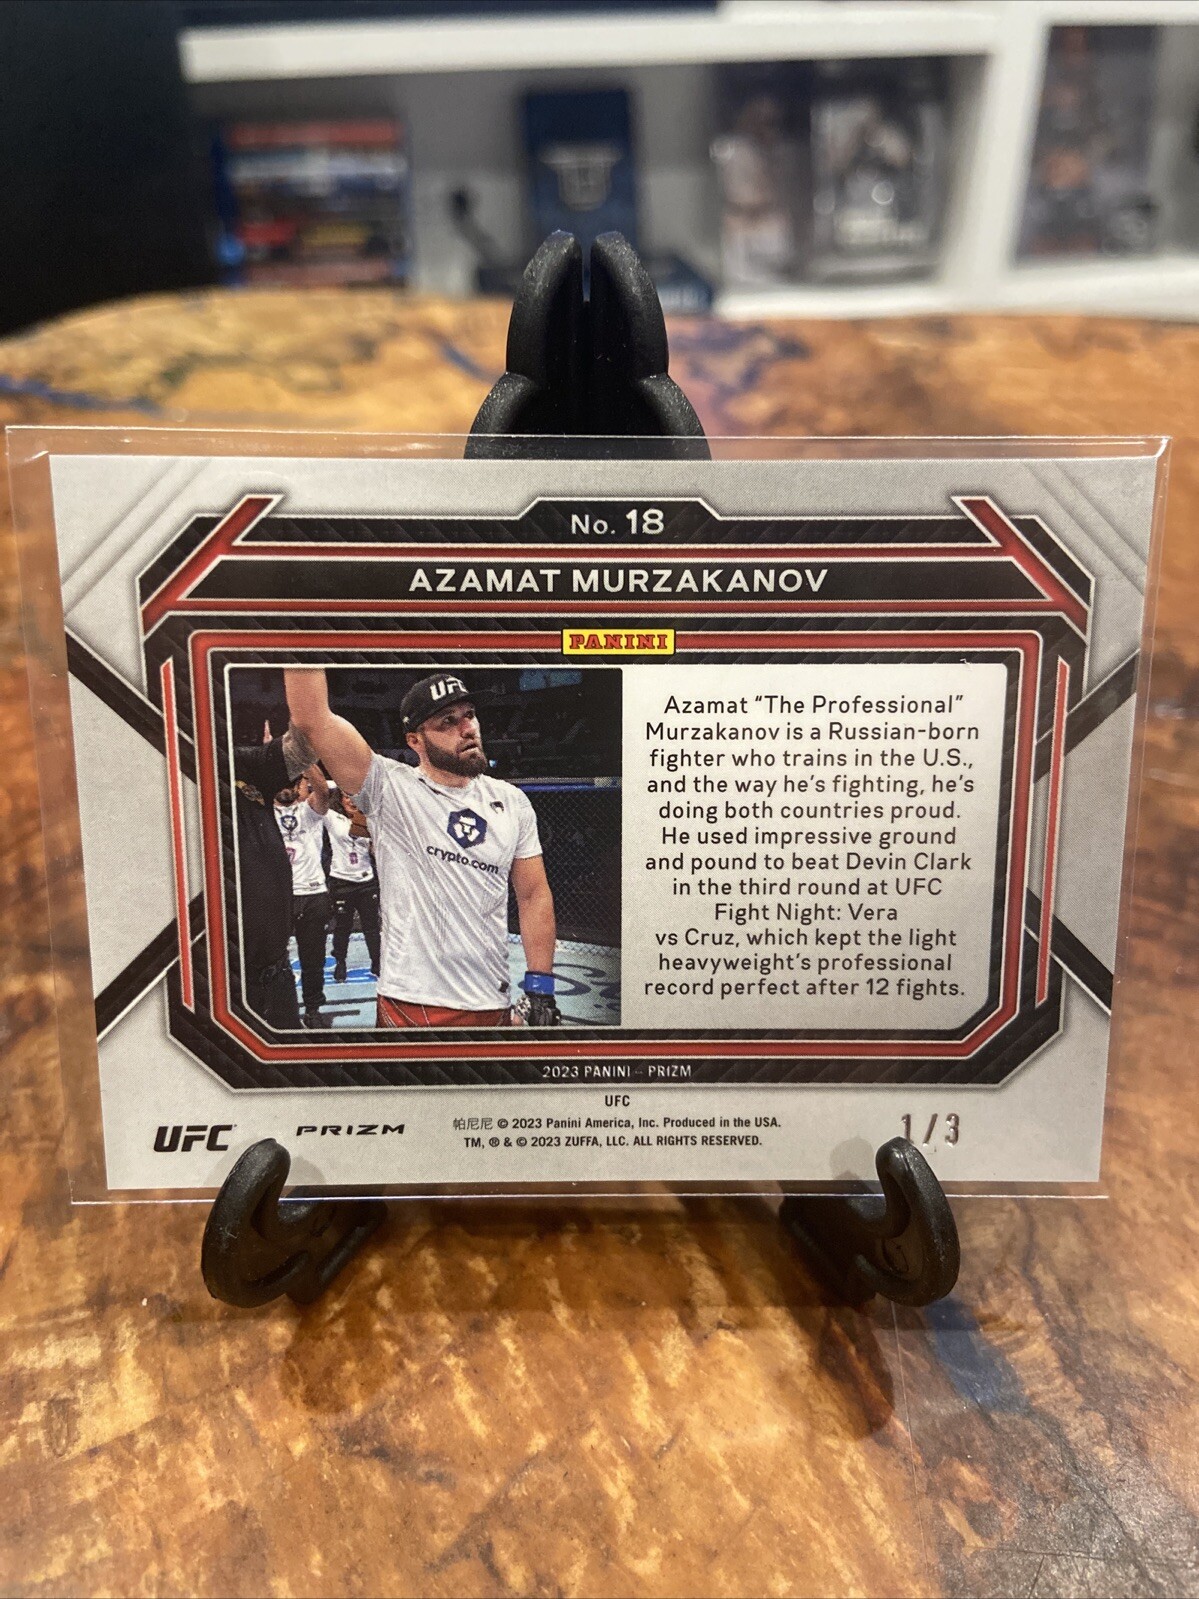 No. 18
AZAMAT MURZAKANOV
PANINI
UFC
crypto.com
Azamat “The Professional”
Murzakanov is a Russian-born
fighter who trains in the U.S.,
and the way he’s fighting, he’s
doing both countries proud.
He used impressive ground
and pound to beat Devin Clark
in the third round at UFC
Fight Night: Vera
vs Cruz, which kept the light
heavyweight’s professional
record perfect after 12 fights.
2023 PANINI - PRIZM
UFC
UFC
PRIZM
帕尼尼 © 2023 Panini America, Inc. Produced in the USA.
TM, ® & © 2023 ZUFFA, LLC. ALL RIGHTS RESERVED.
1/3